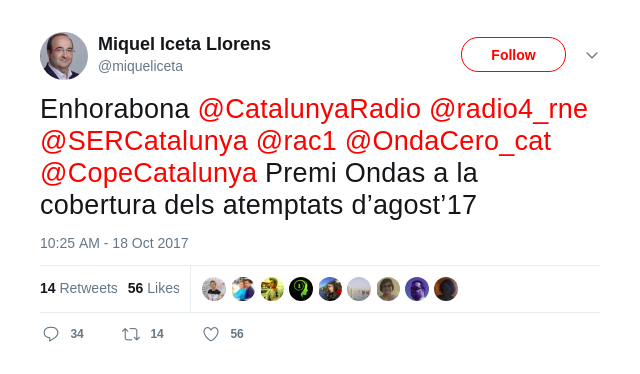 Miquel Iceta Llorens
@miqueliceta
Follow
Enhorabona @CatalunyaRadio @radio4_rne
@SERCatalunya @rac1 @OndaCero_cat
@CopeCatalunya Premi Ondas a la
cobertura dels atemptats d’agost’17
10:25 AM - 18 Oct 2017
14 Retweets 56 Likes
34 14 56